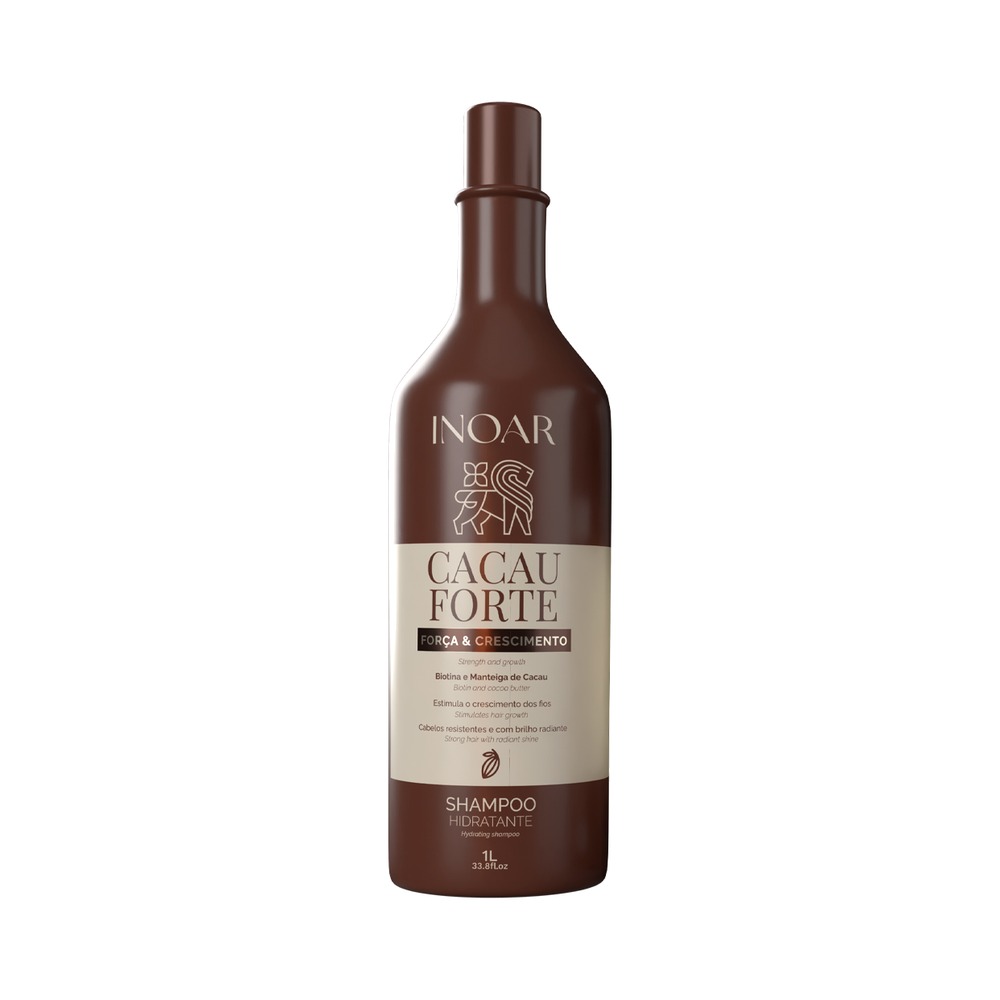 INOAR
CACAU
FORTE
FORÇA & CRESCIMENTO
Strength and growth
Biotina e Manteiga de Cacau
Biotin and cocoa butter
Estimula o crescimento dos fios
Stimulates hair growth
Cabelos resistentes e com brilho radiante
Strong hair with radiant shine
SHAMPOO
HIDRATANTE
Hydrating shampoo
1L
33.8fl.oz